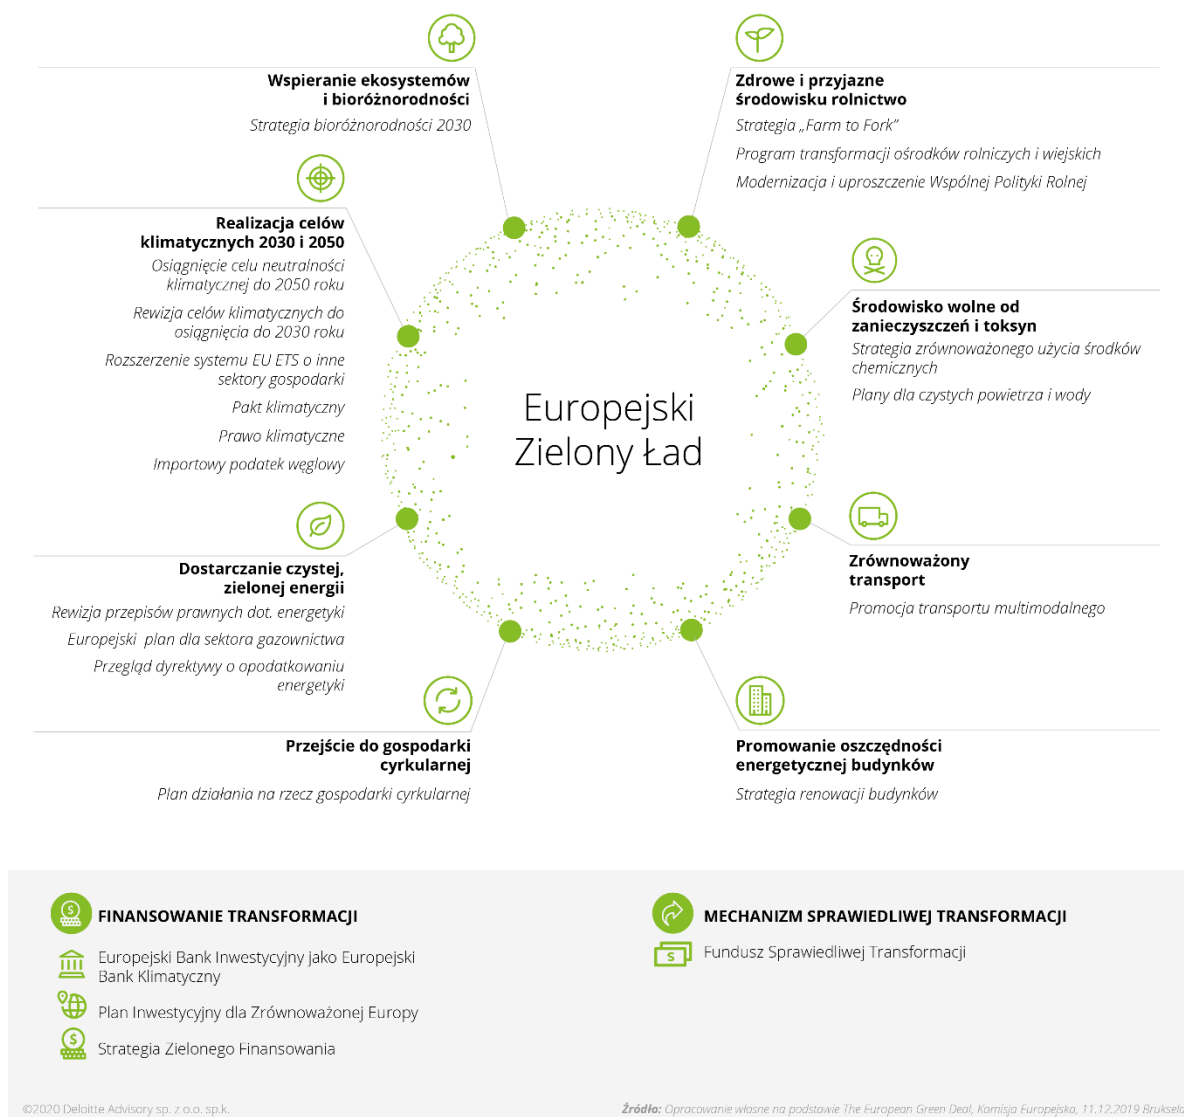 Wspieranie ekosystemów
i bioróżnorodności
Strategia bioróżnorodności 2030
Zdrowe i przyjazne
środowisku rolnictwo
Strategia „Farm to Fork”
Program transformacji ośrodków rolniczych i wiejskich
Modernizacja i uproszczenie Wspólnej Polityki Rolnej
Realizacja celów
klimatycznych 2030 i 2050
Osiągnięcie celu neutralności
klimatycznej do 2050 roku
Rewizja celów klimatycznych do
osiągnięcia do 2030 roku
Rozszerzenie systemu EU ETS o inne
sektory gospodarki
Pakt klimatyczny
Prawo klimatyczne
Importowy podatek węglowy
Środowisko wolne od
zanieczyszczeń i toksyn
Strategia zrównoważonego użycia środków
chemicznych
Plany dla czystych powietrza i wody
Europejski
Zielony Ład
Dostarczanie czystej,
zielonej energii
Rewizja przepisów prawnych dot. energetyki
Europejski plan dla sektora gazownictwa
Przegląd dyrektywy o opodatkowaniu
energetyki
Zrównoważony
transport
Promocja transportu multimodalnego
Przejście do gospodarki
cyrkularnej
Plan działania na rzecz gospodarki cyrkularnej
Promowanie oszczędności
energetycznej budynków
Strategia renowacji budynków
FINANSOWANIE TRANSFORMACJI
Europejski Bank Inwestycyjny jako Europejski
Bank Klimatyczny
Plan Inwestycyjny dla Zrównoważonej Europy
Strategia Zielonego Finansowania
MECHANIZM SPRAWIEDLIWEJ TRANSFORMACJI
Fundusz Sprawiedliwej Transformacji
©2020 Deloitte Advisory sp. z o.o. sp.k.
Źródło: Opracowanie własne na podstawie The European Green Deal, Komisja Europejska, 11.12.2019 Bruksela